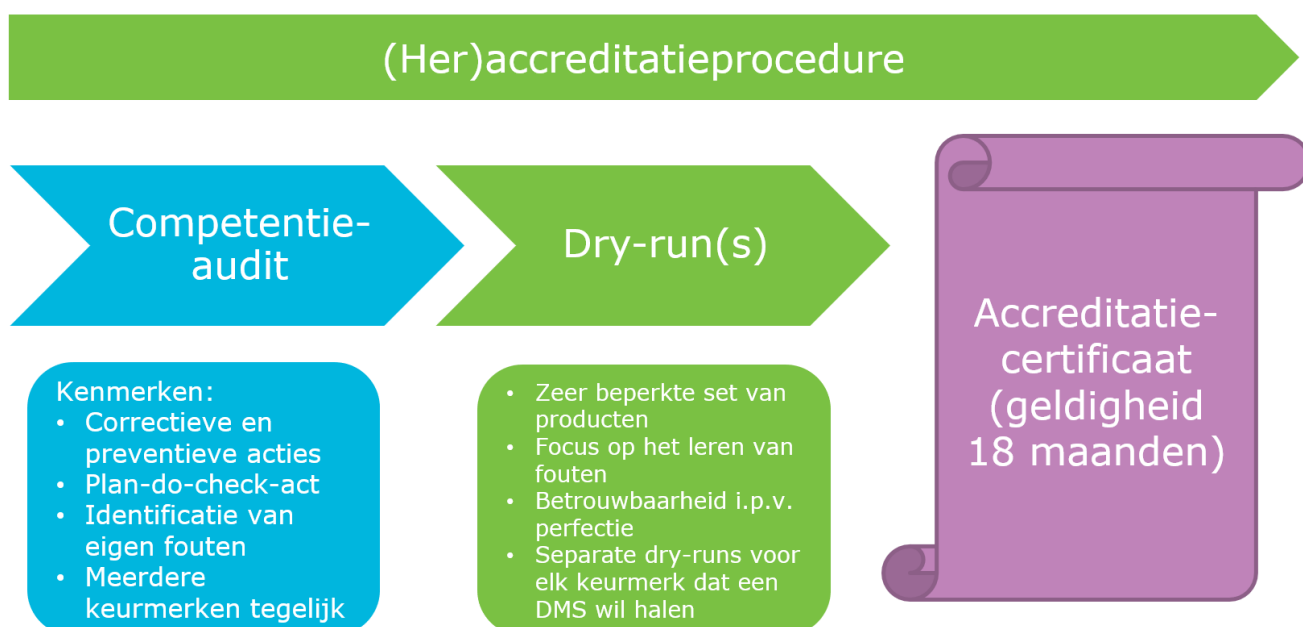 (Her)accreditatieprocedure
Competentie-
audit
Dry-run(s)
Accreditatie-
certificaat
(geldigheid
18 maanden)
Kenmerken:
• Correctieve en
preventieve acties
• Plan-do-check-act
• Identificatie van
eigen fouten
• Meerdere
keurmerken tegelijk
• Zeer beperkte set van
producten
• Focus op het leren van
fouten
• Betrouwbaarheid i.p.v.
perfectie
• Separate dry-runs voor
elk keurmerk dat een
DMS wil halen